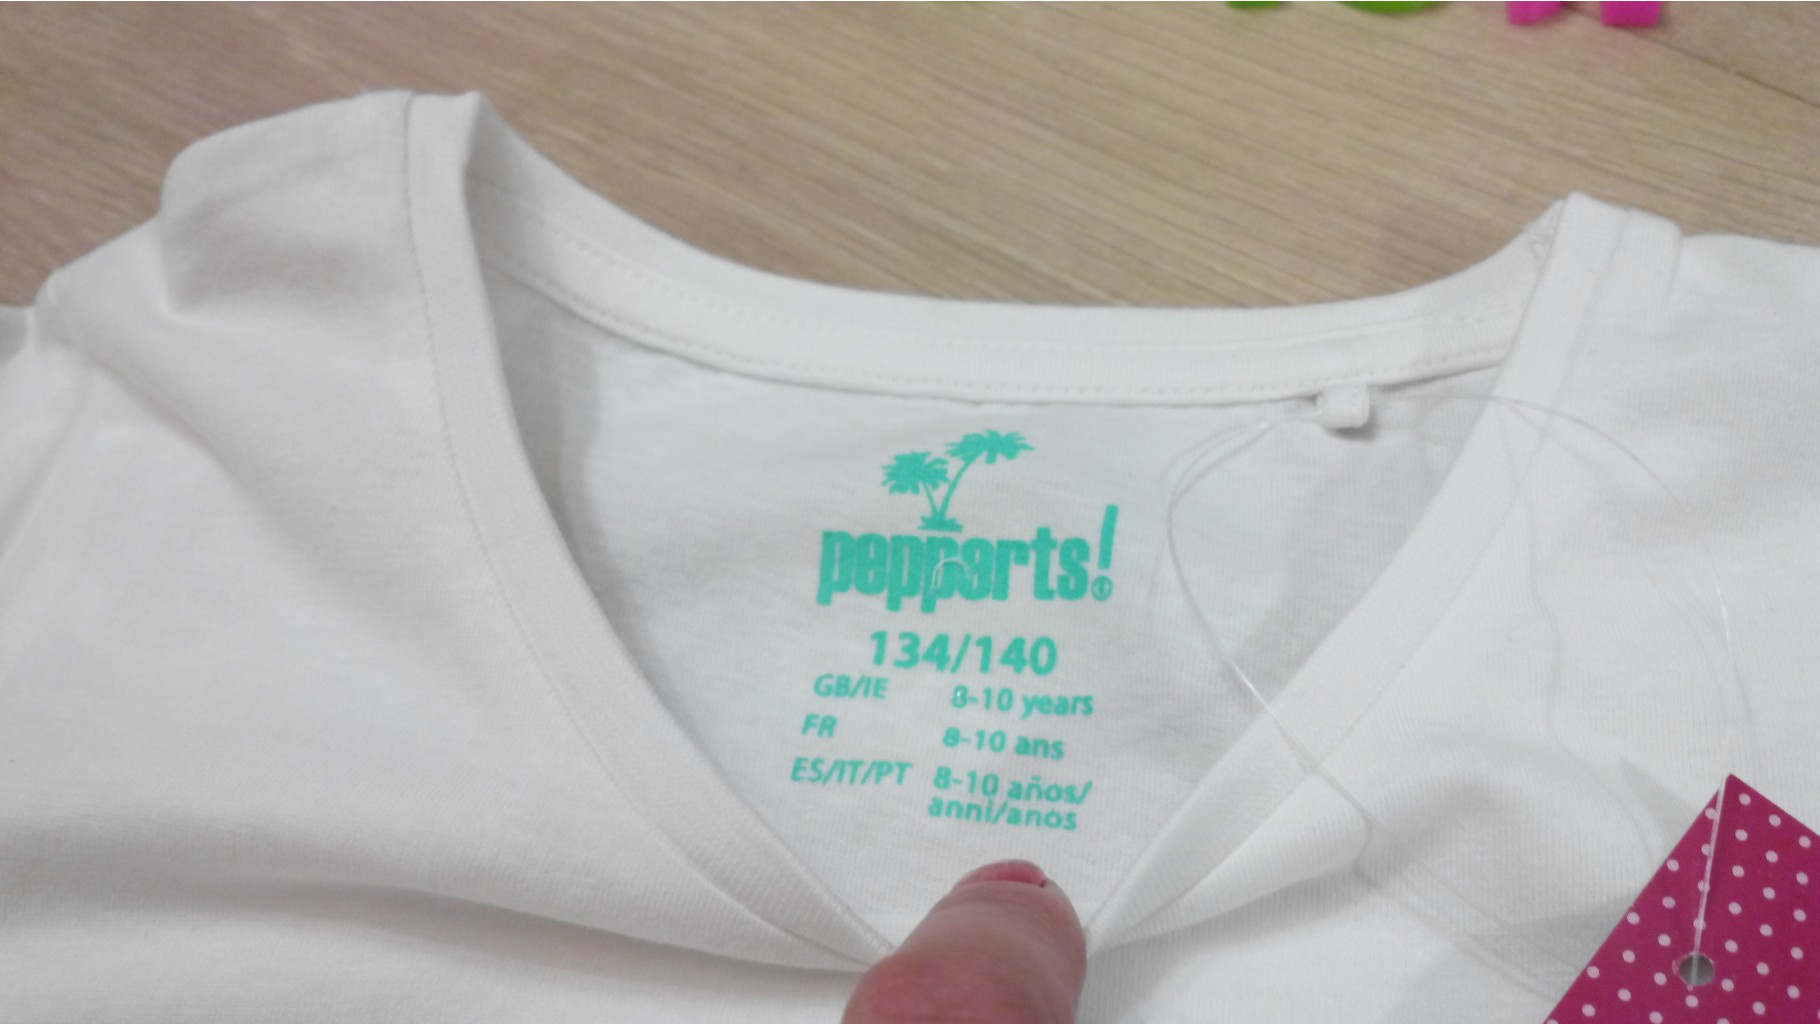 pepperts!
134/140
GB/IE 8-10 years
FR 8-10 ans
ES/IT/PT 8-10 años/
anni/anos